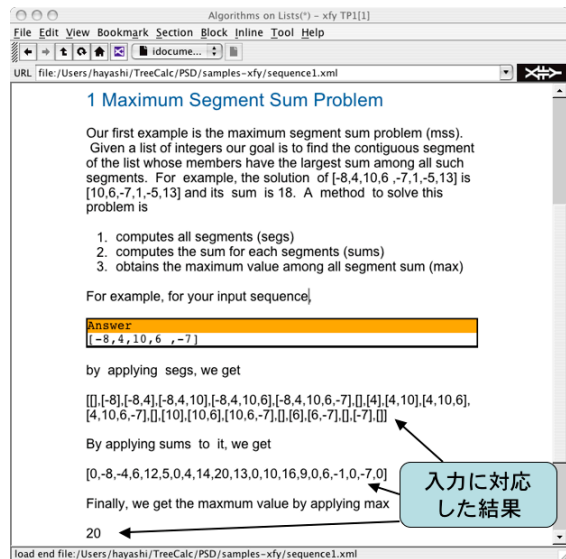 Algorithms on Lists(*) – xfy TP1[1]
File Edit View Bookmark Section Block Inline Tool Help
idocume...
URL file:/Users/hayashi/TreeCalc/PSD/samples-xfy/sequence1.xml
1 Maximum Segment Sum Problem
Our first example is the maximum segment sum problem (mss).
Given a list of integers our goal is to find the contiguous segment
of the list whose members have the largest sum among all such
segments. For example, the solution of [-8,4,10,6 ,-7,1,-5,13] is
[10,6,-7,1,-5,13] and its sum is 18. A method to solve this
problem is
1. computes all segments (segs)
2. computes the sum for each segments (sums)
3. obtains the maximum value among all segment sum (max)
For example, for your input sequence,
Answer
[-8,4,10,6 ,-7]
by applying segs, we get
[[],[-8],[-8,4],[-8,4,10],[-8,4,10,6],[-8,4,10,6,-7],[],[4],[4,10],[4,10,6],
[4,10,6,-7],[],[10],[10,6],[10,6,-7],[],[6],[6,-7],[],[-7],[]]
By applying sums to it, we get
[0,-8,-4,6,12,5,0,4,14,20,13,0,10,16,9,0,6,-1,0,-7,0]
入力に対応
した結果
Finally, we get the maxmum value by applying max
20
load end file:/Users/hayashi/TreeCalc/PSD/samples-xfy/sequence1.xml